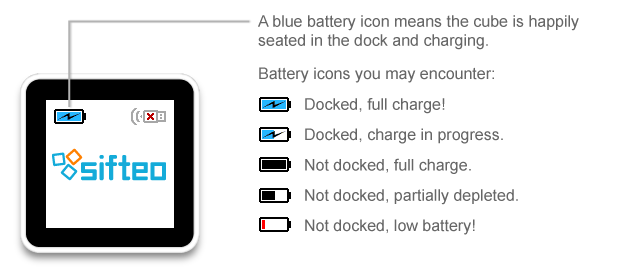 A blue battery icon means the cube is happily
seated in the dock and charging.
Battery icons you may encounter:
Docked, full charge!
Docked, charge in progress.
Not docked, full charge.
Not docked, partially depleted.
Not docked, low battery!
sifteo